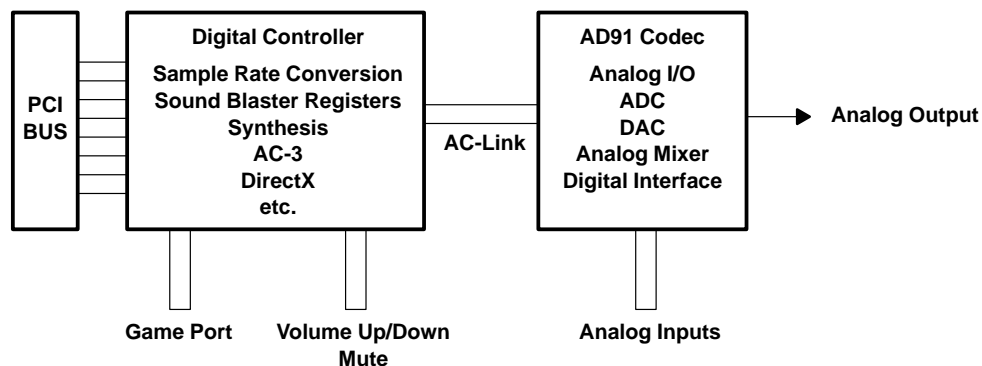 PCI
BUS
Digital Controller
Sample Rate Conversion
Sound Blaster Registers
Synthesis
AC-3
DirectX
etc.
AC-Link
AD91 Codec
Analog I/O
ADC
DAC
Analog Mixer
Digital Interface
Analog Output
Game Port
Volume Up/Down
Mute
Analog Inputs